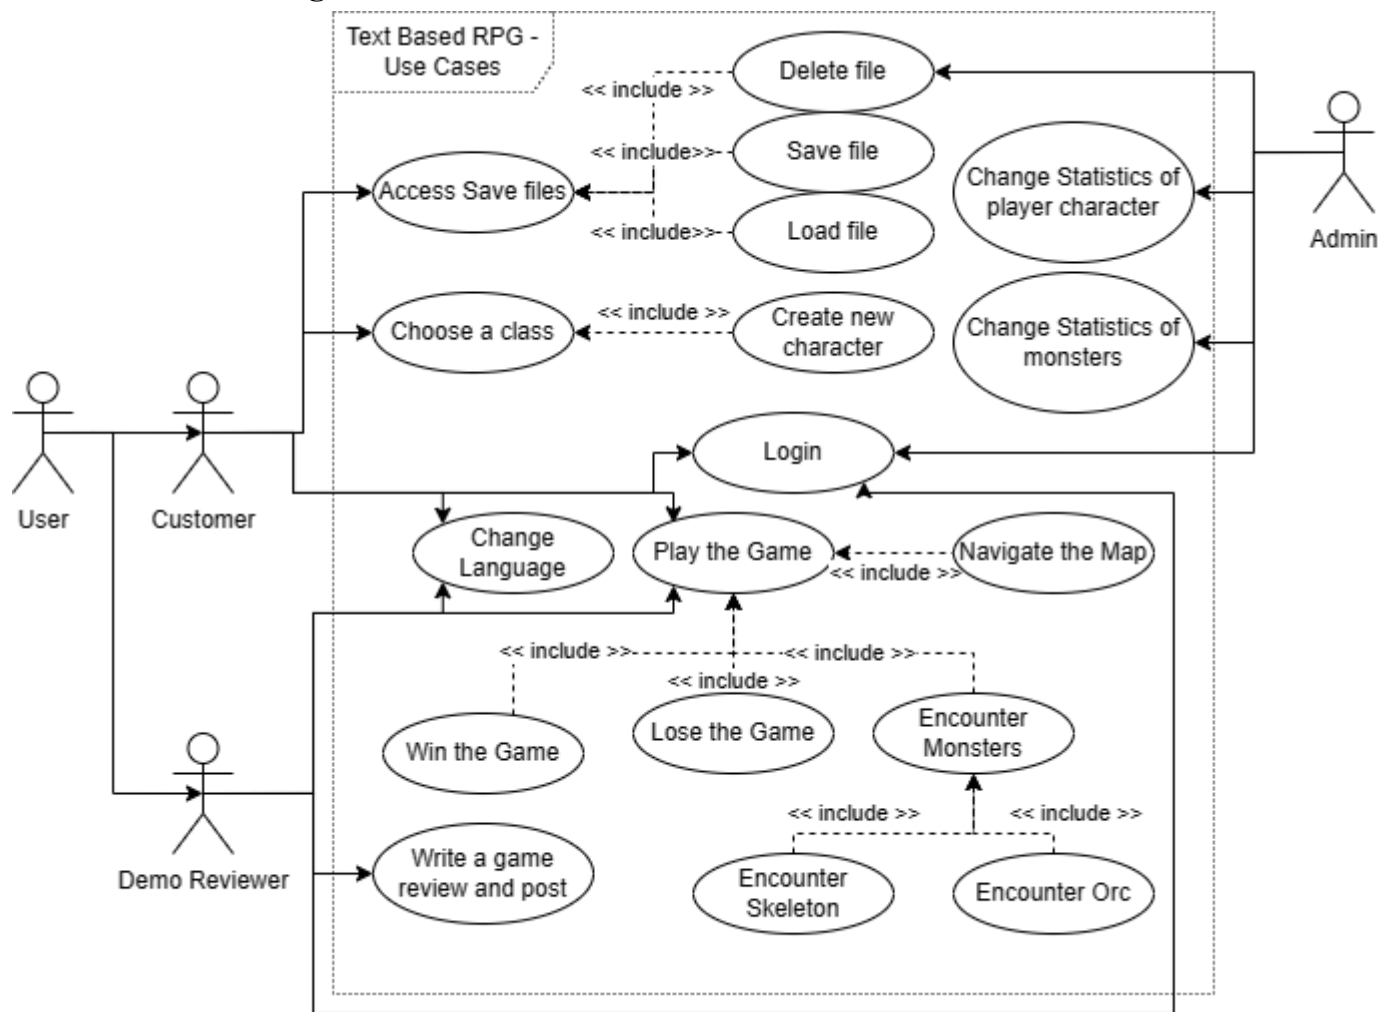 Text Based RPG -
Use Cases
Delete file
<< include >>
Save file
<< include>>
Access Save files
Load file
<< include>>
Change Statistics of
player character
Admin
Choose a class
<< include >>
Create new
character
Change Statistics of
monsters
Login
User
Customer
Change
Language
Play the Game
Navigate the Map
<< include >>
<< include >>
<< include >>
<< include >>
Win the Game
Lose the Game
Encounter
Monsters
<< include >>
<< include >>
Demo Reviewer
Write a game
review and post
Encounter
Skeleton
Encounter Orc